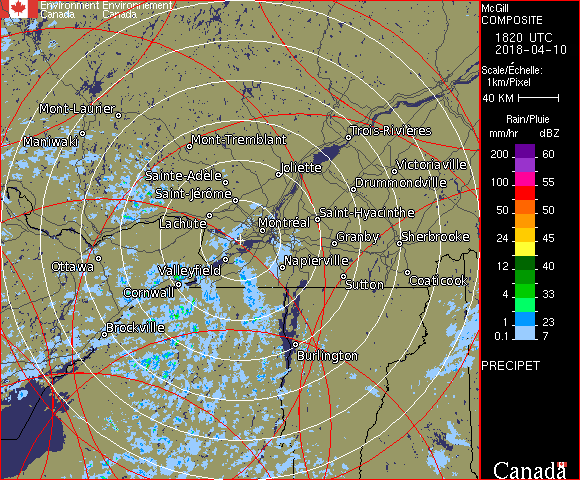 Environment Environnement
Canada Canada
McGill
COMPOSITE
1820 UTC
2018-04-10
Scale/Échelle:
1km/Pixel
40 KM
Rain/Pluie
mm/hr dBZ
200 60
100 55
50 50
24 45
12 40
4 33
1 23
0.1 7
PRECIPET
Canada
Mont-Laurier
Maniwaki
Mont-Tremblant
Trois-Rivières
Joliette
Victoriaville
Sainte-Adèle
Drummondville
Saint-Jérôme
Lachute
Saint-Hyacinthe
Montréal
Granby
Sherbrooke
Ottawa
Valleyfield
Napierville
Cornwall
Sutton
Coaticook
Brockville
Burlington